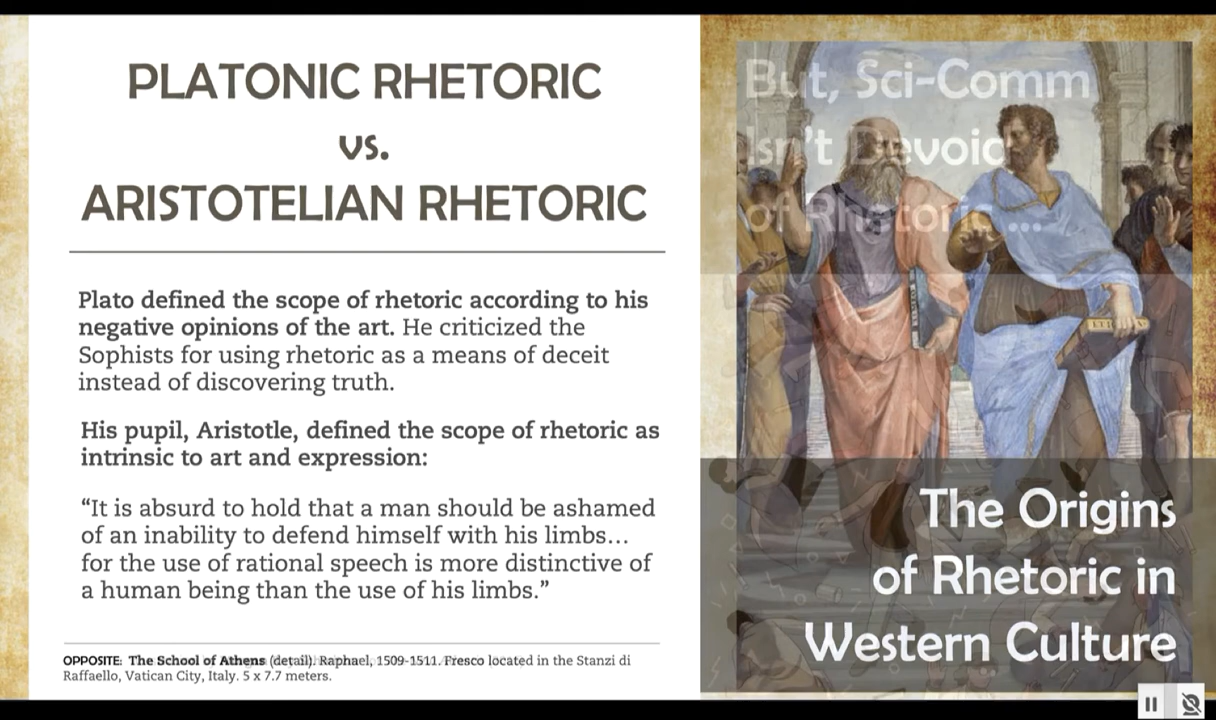 PLATONIC RHETORIC
vs.
ARISTOTELIAN RHETORIC
Plato defined the scope of rhetoric according to his
negative opinions of the art. He criticized the
Sophists for using rhetoric as a means of deceit
instead of discovering truth.
His pupil, Aristotle, defined the scope of rhetoric as
intrinsic to art and expression:
“It is absurd to hold that a man should be ashamed
of an inability to defend himself with his limbs…
for the use of rational speech is more distinctive of
a human being than the use of his limbs.”
OPPOSITE: The School of Athens (detail). Raphael, 1509-1511. Fresco located in the Stanzi di
Raffaello, Vatican City, Italy. 5 x 7.7 meters.
But, Sci-Comm
Isn't Devoid
of Rhetoric...
The Origins
of Rhetoric in
Western Culture